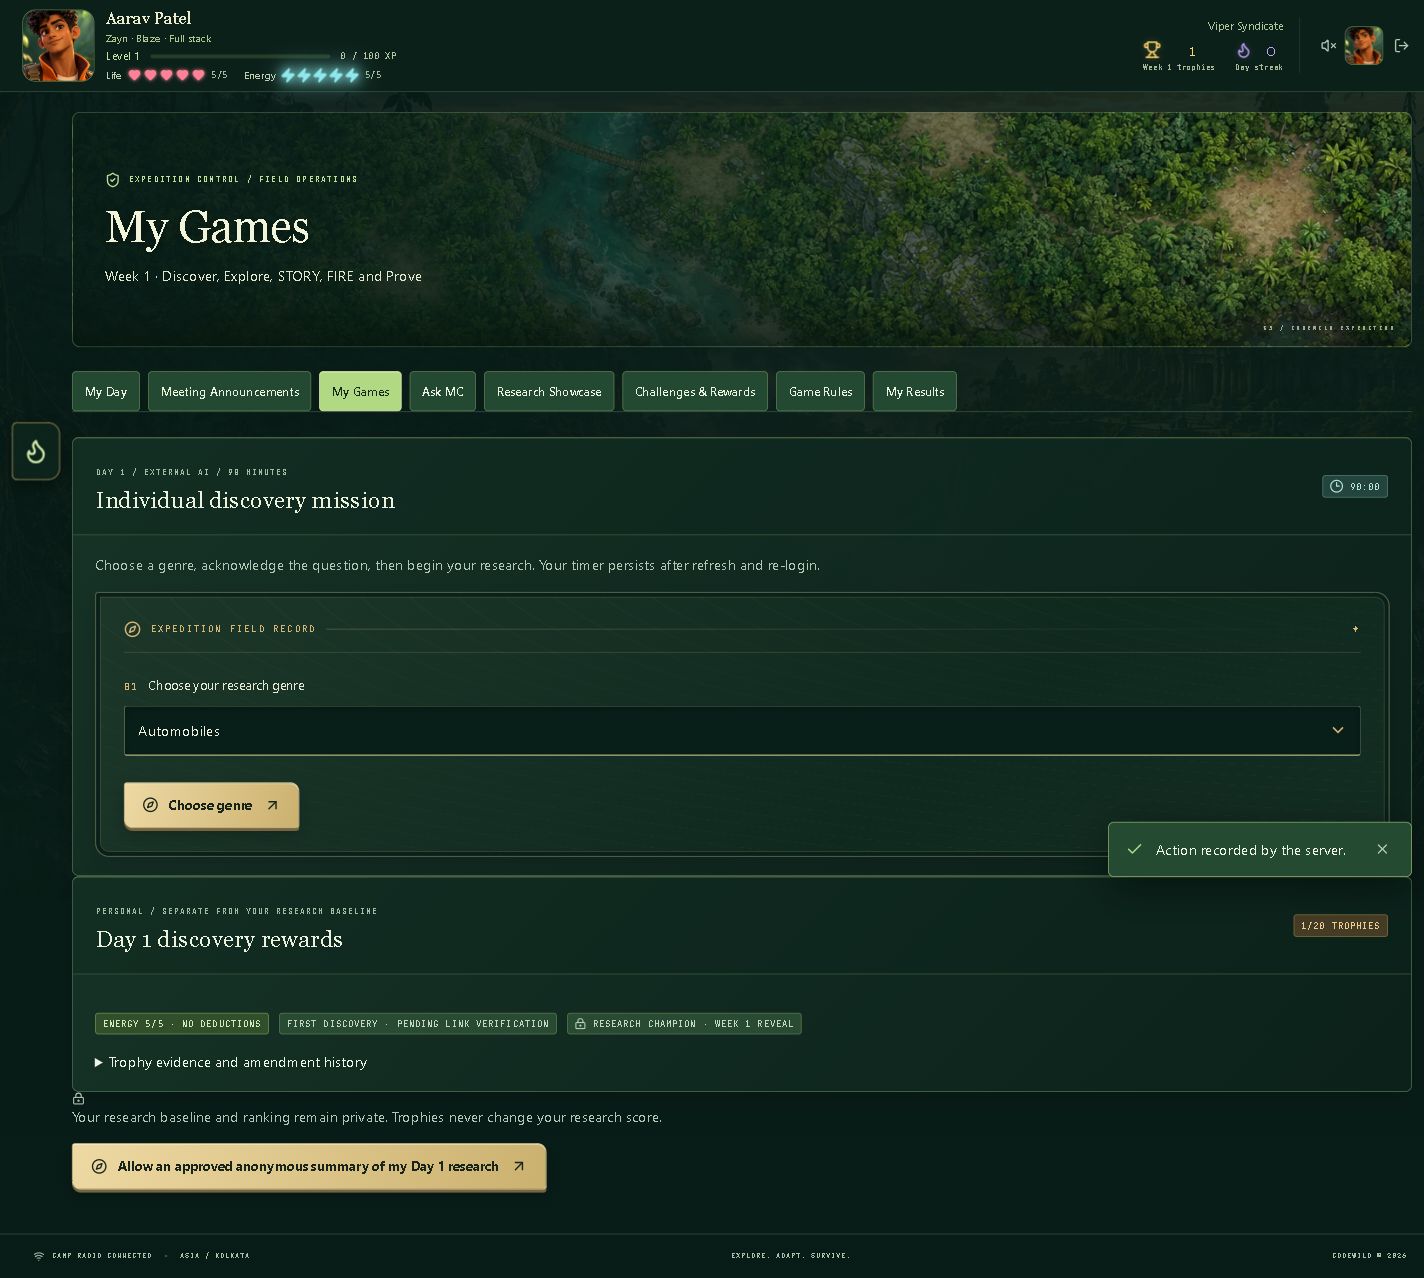 Aarav Patel
Zayn · Blaze · Full stack
Level 1 0 / 100 XP
Life 5/5 Energy 5/5
Viper Syndicate
1 0
Week 1 trophies Day streak
EXPEDITION CONTROL / FIELD OPERATIONS
My Games
Week 1 · Discover, Explore, STORY, FIRE and Prove
/ CODEWILD EXPEDITION
My Day Meeting Announcements My Games Ask MC Research Showcase Challenges & Rewards Game Rules My Results
DAY 1 / EXTERNAL AI / 90 MINUTES
Individual discovery mission
90:00
Choose a genre, acknowledge the question, then begin your research. Your timer persists after refresh and re-login.
EXPEDITION FIELD RECORD
01 Choose your research genre
Automobiles
Choose genre
Action recorded by the server.
PERSONAL / SEPARATE FROM YOUR RESEARCH BASELINE
Day 1 discovery rewards
1/20 TROPHIES
ENERGY 5/5 · NO DEDUCTIONS FIRST DISCOVERY · PENDING LINK VERIFICATION RESEARCH CHAMPION · WEEK 1 REVEAL
Trophy evidence and amendment history
Your research baseline and ranking remain private. Trophies never change your research score.
Allow an approved anonymous summary of my Day 1 research
CAMP RADIO CONNECTED · ASIA / KOLKATA EXPLORE. ADAPT. SURVIVE. CODEWILD © 2026